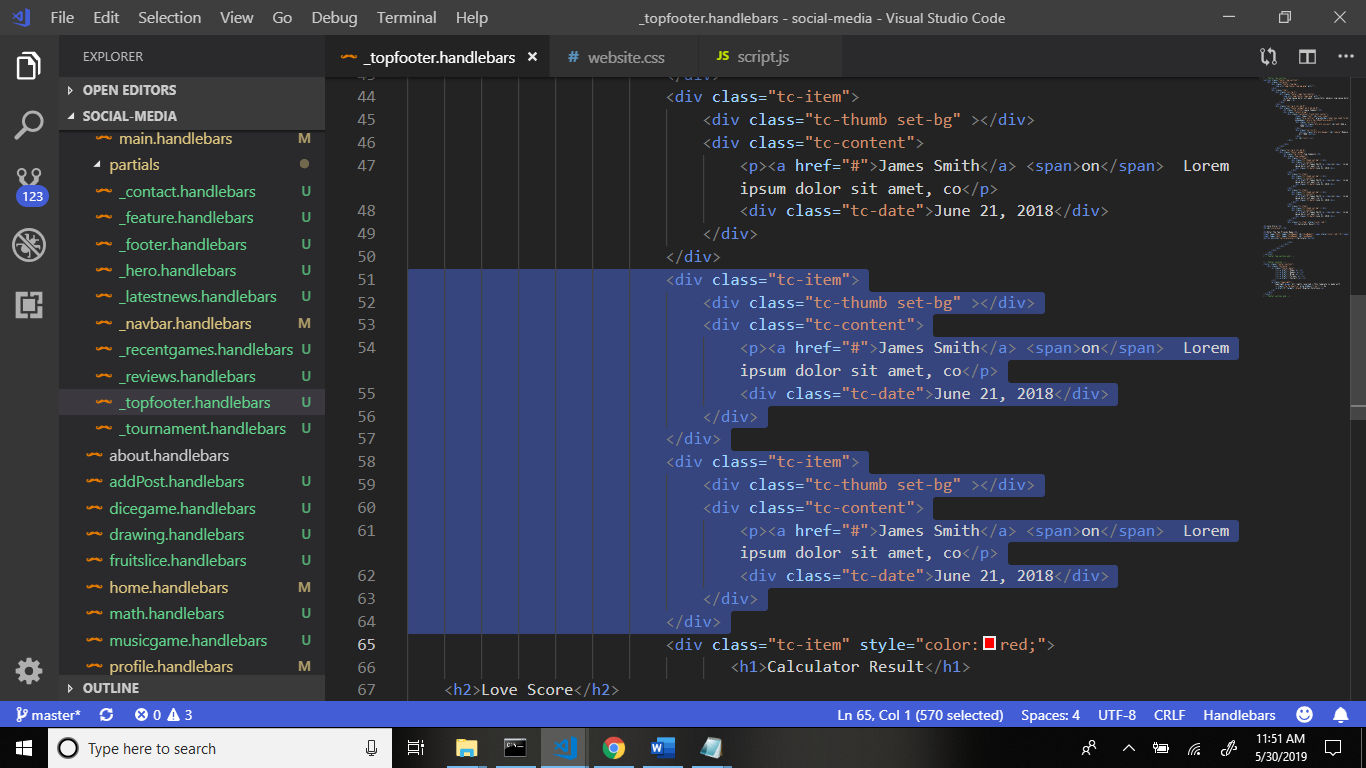 File Edit Selection View Go Debug Terminal Help _topfooter.handlebars - social-media - Visual Studio Code
EXPLORER
_topfooter.handlebars
# website.css
JS script.js
OPEN EDITORS
SOCIAL-MEDIA
main.handlebars M
partials
_contact.handlebars U
_feature.handlebars U
_footer.handlebars U
_hero.handlebars U
_latestnews.handlebars U
_navbar.handlebars M
_recentgames.handlebars U
_reviews.handlebars U
_topfooter.handlebars U
_tournament.handlebars U
about.handlebars
addPost.handlebars U
dicegame.handlebars U
drawing.handlebars U
fruitslice.handlebars U
home.handlebars M
math.handlebars U
musicgame.handlebars U
profile.handlebars M
OUTLINE
123
43 </div>
44 <div class="tc-item">
45 <div class="tc-thumb set-bg" ></div>
46 <div class="tc-content">
47 <p><a href="#">James Smith</a> <span>on</span>  Lorem
ipsum dolor sit amet, co</p>
48 <div class="tc-date">June 21, 2018</div>
49 </div>
50 </div>
51 <div class="tc-item">
52 <div class="tc-thumb set-bg" ></div>
53 <div class="tc-content">
54 <p><a href="#">James Smith</a> <span>on</span>  Lorem
ipsum dolor sit amet, co</p>
55 <div class="tc-date">June 21, 2018</div>
56 </div>
57 </div>
58 <div class="tc-item">
59 <div class="tc-thumb set-bg" ></div>
60 <div class="tc-content">
61 <p><a href="#">James Smith</a> <span>on</span>  Lorem
ipsum dolor sit amet, co</p>
62 <div class="tc-date">June 21, 2018</div>
63 </div>
64 </div>
65 <div class="tc-item" style="color:red;">
66 <h1>Calculator Result</h1>
67 <h2>Love Score</h2>
master* 0 3 Ln 65, Col 1 (570 selected) Spaces: 4 UTF-8 CRLF Handlebars
Type here to search
11:51 AM
5/30/2019